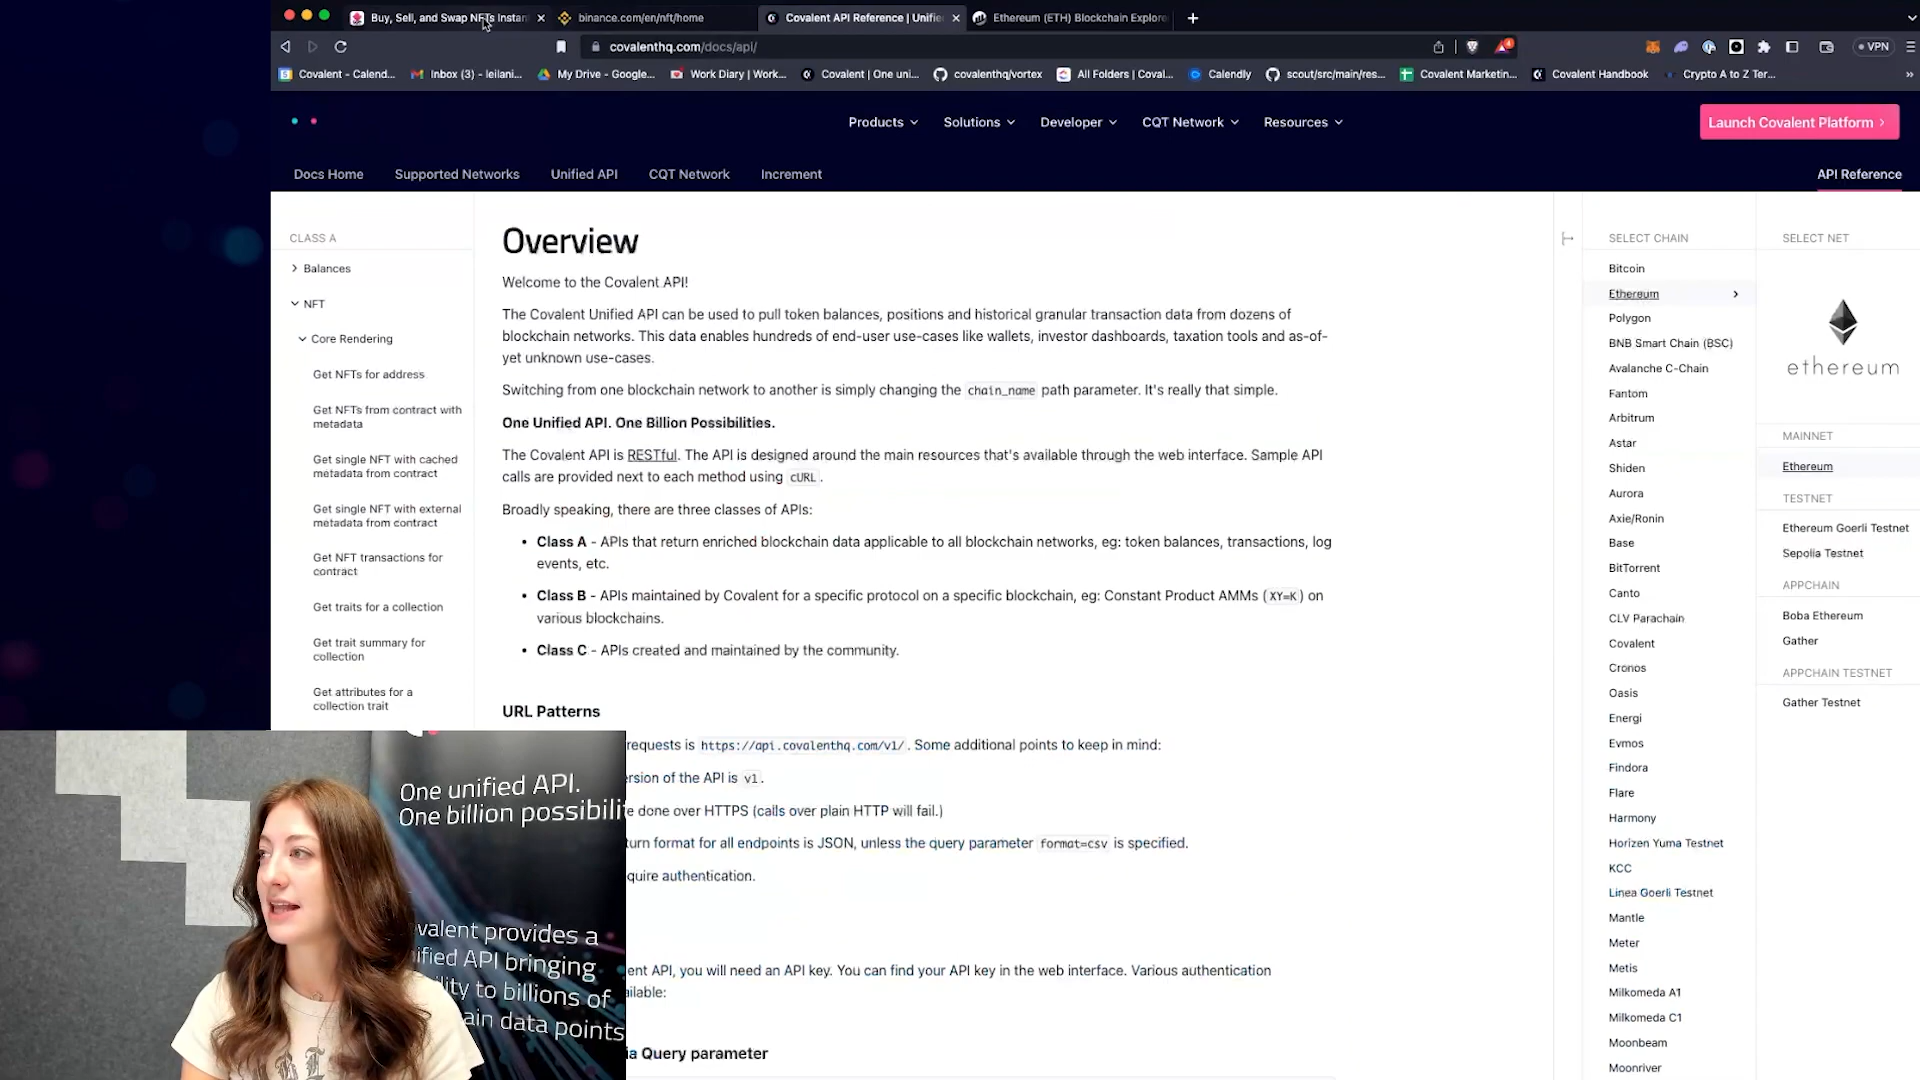 Buy, Sell, and Swap NFTs Instan
binance.com/en/nft/home
Covalent API Reference | Unifie
Ethereum (ETH) Blockchain Explore
covalenthq.com/docs/api/
4
VPN
Covalent - Calend...
Inbox (3) - leilani...
My Drive - Google...
Work Diary | Work...
Covalent | One uni...
covalenthq/vortex
All Folders | Coval...
Calendly
scout/src/main/res...
Covalent Marketin...
Covalent Handbook
Crypto A to Z Ter...
»
Products
Solutions
Developer
CQT Network
Resources
Launch Covalent Platform
Docs Home
Supported Networks
Unified API
CQT Network
Increment
API Reference
CLASS A
Balances
NFT
Core Rendering
Get NFTs for address
Get NFTs from contract with
metadata
Get single NFT with cached
metadata from contract
Get single NFT with external
metadata from contract
Get NFT transactions for
contract
Get traits for a collection
Get trait summary for
collection
Get attributes for a
collection trait
Overview
Welcome to the Covalent API!
The Covalent Unified API can be used to pull token balances, positions and historical granular transaction data from dozens of
blockchain networks. This data enables hundreds of end-user use-cases like wallets, investor dashboards, taxation tools and as-of-
yet unknown use-cases.
Switching from one blockchain network to another is simply changing the chain_name path parameter. It's really that simple.
One Unified API. One Billion Possibilities.
The Covalent API is RESTful. The API is designed around the main resources that's available through the web interface. Sample API
calls are provided next to each method using cURL.
Broadly speaking, there are three classes of APIs:
• Class A - APIs that return enriched blockchain data applicable to all blockchain networks, eg: token balances, transactions, log
events, etc.
• Class B - APIs maintained by Covalent for a specific protocol on a specific blockchain, eg: Constant Product AMMs (XY=K) on
various blockchains.
• Class C - APIs created and maintained by the community.
URL Patterns
requests is https://api.covalenthq.com/v1/. Some additional points to keep in mind:
ersion of the API is v1.
e done over HTTPS (calls over plain HTTP will fail.)
turn format for all endpoints is JSON, unless the query parameter format=csv is specified.
quire authentication.
ent API, you will need an API key. You can find your API key in the web interface. Various authentication
ailable:
ia Query parameter
SELECT CHAIN
Bitcoin
Ethereum
Polygon
BNB Smart Chain (BSC)
Avalanche C-Chain
Fantom
Arbitrum
Astar
Shiden
Aurora
Axie/Ronin
Base
BitTorrent
Canto
CLV Parachain
Covalent
Cronos
Oasis
Energi
Evmos
Findora
Flare
Harmony
Horizen Yuma Testnet
KCC
Linea Goerli Testnet
Mantle
Meter
Metis
Milkomeda A1
Milkomeda C1
Moonbeam
Moonriver
SELECT NET
ethereum
MAINNET
Ethereum
TESTNET
Ethereum Goerli Testnet
Sepolia Testnet
APPCHAIN
Boba Ethereum
Gather
APPCHAIN TESTNET
Gather Testnet
One unified API.
One billion possibili
valent provides a
ified API bringing
ility to billions of
ain data points